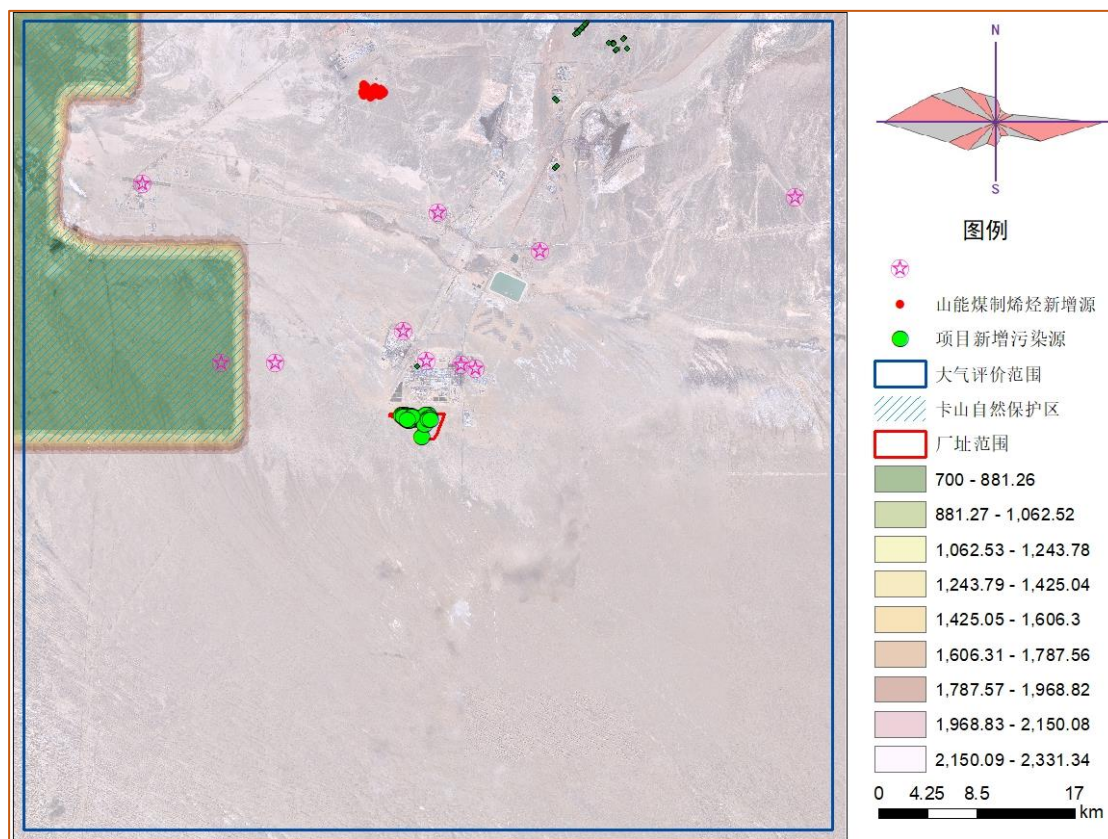 N
S
图例
山能煤制烯烃新增源
项目新增污染源
大气评价范围
卡山自然保护区
厂址范围
700 - 881.26
881.27 - 1,062.52
1,062.53 - 1,243.78
1,243.79 - 1,425.04
1,425.05 - 1,606.3
1,606.31 - 1,787.56
1,787.57 - 1,968.82
1,968.83 - 2,150.08
2,150.09 - 2,331.34
0 4.25 8.5 17
km